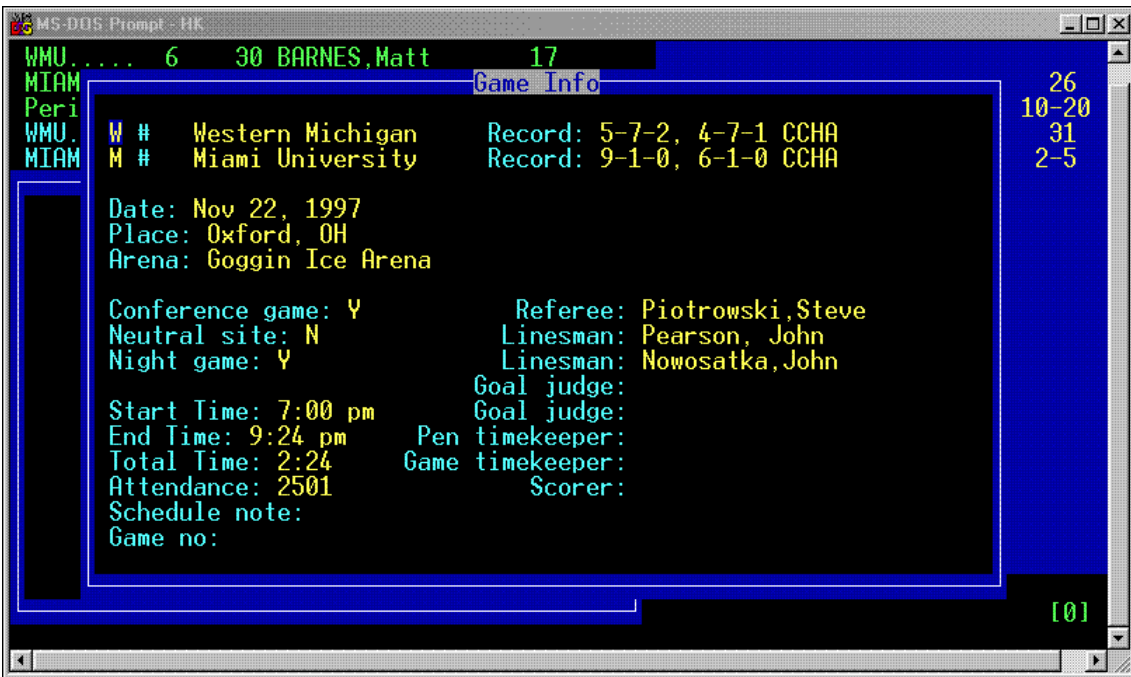 MS-DOS Prompt - HK
WMU..... 6 30 BARNES,Matt 17
MIAM Game Info 26
Peri 10-20
WMU. W # Western Michigan Record: 5-7-2, 4-7-1 CCHA 31
MIAM M # Miami University Record: 9-1-0, 6-1-0 CCHA 2-5
Date: Nov 22, 1997
Place: Oxford, OH
Arena: Goggin Ice Arena
Conference game: Y Referee: Piotrowski,Steve
Neutral site: N Linesman: Pearson, John
Night game: Y Linesman: Nowosatka,John
Goal judge:
Start Time: 7:00 pm Goal judge:
End Time: 9:24 pm Pen timekeeper:
Total Time: 2:24 Game timekeeper:
Attendance: 2501 Scorer:
Schedule note:
Game no:
[0]